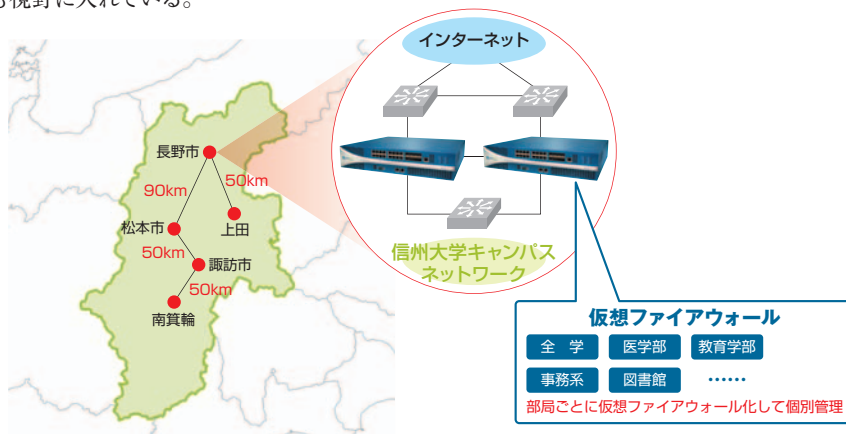 も視野に入れている。
インターネット
長野市
90km
50km
松本市
上田
50km
諏訪市
50km
南箕輪
信州大学キャンパス
ネットワーク
仮想ファイアウォール
全 学
医学部
教育学部
事務系
図書館
……
部局ごとに仮想ファイアウォール化して個別管理